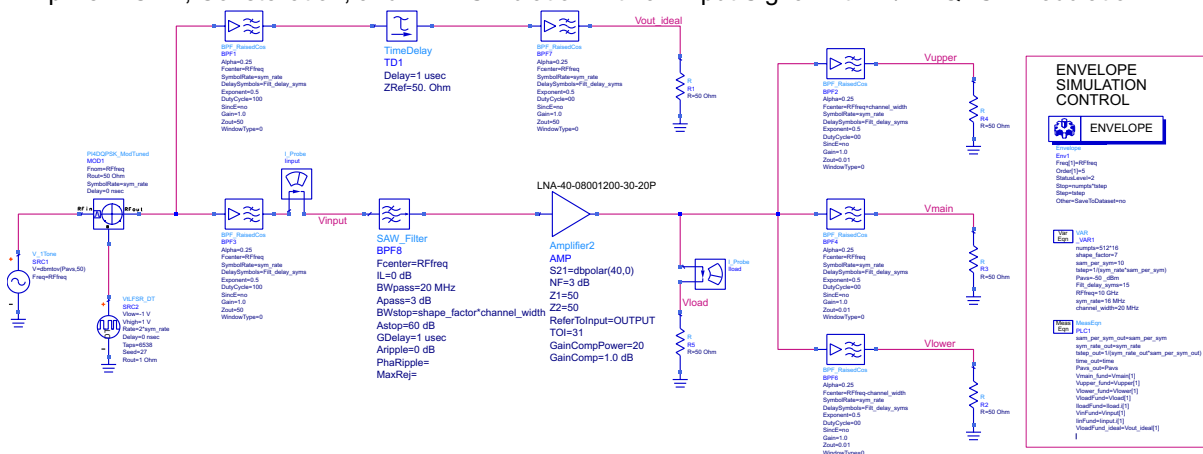 Vout_ideal
BPF_RaisedCos
BPF1
Alpha=0.25
Fcenter=RFfreq
SymbolRate=sym_rate
DelaySymbols=Filt_delay_syms
Exponent=0.5
DutyCycle=100
SincE=no
Gain=1.0
Zout=50
WindowType=0
TimeDelay
TD1
Delay=1 usec
ZRef=50. Ohm
BPF_RaisedCos
BPF7
Alpha=0.25
Fcenter=RFfreq
SymbolRate=sym_rate
DelaySymbols=Filt_delay_syms
Exponent=0.5
DutyCycle=00
SincE=no
Gain=1.0
Zout=50
WindowType=0
R
R1
R=50 Ohm
Vupper
BPF_RaisedCos
BPF2
Alpha=0.25
Fcenter=RFfreq+channel_width
SymbolRate=sym_rate
DelaySymbols=Filt_delay_syms
Exponent=0.5
DutyCycle=00
SincE=no
Gain=1.0
Zout=0.01
WindowType=0
R
R4
R=50 Ohm
PI4DQPSK_ModTuned
MOD1
Fnom=RFfreq
Rout=50 Ohm
SymbolRate=sym_rate
Delay=0 nsec
RFin
RFout
I_Probe
Iinput
Vinput
V_1Tone
SRC1
V=dbmtov(Pavs,50)
Freq=RFfreq
VtLFSR_DT
SRC2
Vlow=-1 V
Vhigh=1 V
Rate=2*sym_rate
Delay=0 nsec
Taps=6538
Seed=27
Rout=1 Ohm
BPF_RaisedCos
BPF3
Alpha=0.25
Fcenter=RFfreq
SymbolRate=sym_rate
DelaySymbols=Filt_delay_syms
Exponent=0.5
DutyCycle=100
SincE=no
Gain=1.0
Zout=50
WindowType=0
SAW_Filter
BPF8
Fcenter=RFfreq
IL=0 dB
BWpass=20 MHz
Apass=3 dB
BWstop=shape_factor*channel_width
Astop=60 dB
GDelay=1 usec
Aripple=0 dB
PhaRipple=
MaxRej=
LNA-40-08001200-30-20P
Amplifier2
AMP
S21=dbpolar(40,0)
NF=3 dB
Z1=50
Z2=50
ReferToInput=OUTPUT
TOI=31
GainCompPower=20
GainComp=1.0 dB
I_Probe
Iload
Vload
R
R5
R=50 Ohm
Vmain
BPF_RaisedCos
BPF4
Alpha=0.25
Fcenter=RFfreq
SymbolRate=sym_rate
DelaySymbols=Filt_delay_syms
Exponent=0.5
DutyCycle=00
SincE=no
Gain=1.0
Zout=0.01
WindowType=0
R
R3
R=50 Ohm
Vlower
BPF_RaisedCos
BPF6
Alpha=0.25
Fcenter=RFfreq-channel_width
SymbolRate=sym_rate
DelaySymbols=Filt_delay_syms
Exponent=0.5
DutyCycle=00
SincE=no
Gain=1.0
Zout=0.01
WindowType=0
R
R2
R=50 Ohm
ENVELOPE
SIMULATION
CONTROL
ENVELOPE
Envelope
Env1
Freq[1]=RFfreq
Order[1]=5
StatusLevel=2
Stop=numpts*tstep
Step=tstep
Other=SaveToDataset=no
Var
Eqn
VAR
_VAR1
numpts=512*16
shape_factor=7
sam_per_sym=10
tstep=1/(sym_rate*sam_per_sym)
Pavs=-50 _dBm
Filt_delay_syms=15
RFfreq=10 GHz
sym_rate=16 MHz
channel_width=20 MHz
Meas
Eqn
MeasEqn
PLC1
sam_per_sym_out=sam_per_sym
sym_rate_out=sym_rate
tstep_out=1/(sym_rate_out*sam_per_sym_out)
time_out=time
Pavs_out=Pavs
Vmain_fund=Vmain[1]
Vupper_fund=Vupper[1]
Vlower_fund=Vlower[1]
VloadFund=Vload[1]
IloadFund=Iload.i[1]
VinFund=Vinput[1]
IinFund=Iinput.i[1]
VloadFund_ideal=Vout_ideal[1]